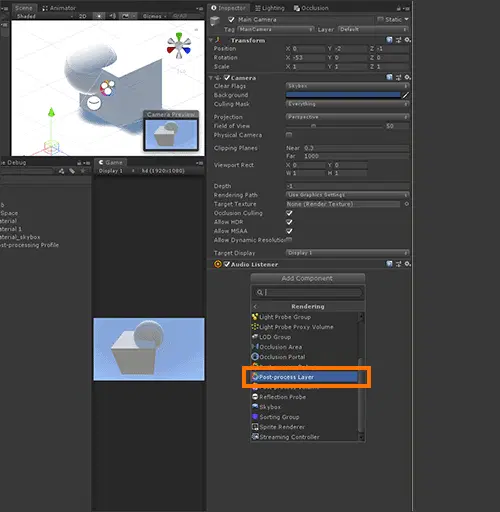 Scene
Animator
Shaded
2D
Gizmos
Camera Preview
e Debug
Game
Display 1
hd (1920x1080)
Space
aterial
aterial 1
aterial_skybox
ost-processing Profile
Inspector
Lighting
Occlusion
Main Camera
Static
Tag
MainCamera
Layer
Default
Transform
Position
X 0
Y -2
Z -1
Rotation
X -53
Y 0
Z 0
Scale
X 1
Y 1
Z 1
Camera
Clear Flags
Skybox
Background
Culling Mask
Everything
Projection
Perspective
Field of View
50
Physical Camera
Clipping Planes
Near 0.3
Far 1000
Viewport Rect
X 0
Y 0
W 1
H 1
Depth
-1
Rendering Path
Use Graphics Settings
Target Texture
None (Render Texture)
Occlusion Culling
Allow HDR
Allow MSAA
Allow Dynamic Resolution
Target Display
Display 1
Audio Listener
Add Component
Rendering
Light Probe Group
Light Probe Proxy Volume
LOD Group
Occlusion Area
Occlusion Portal
Post-process Layer
Reflection Probe
Skybox
Sorting Group
Sprite Renderer
Streaming Controller